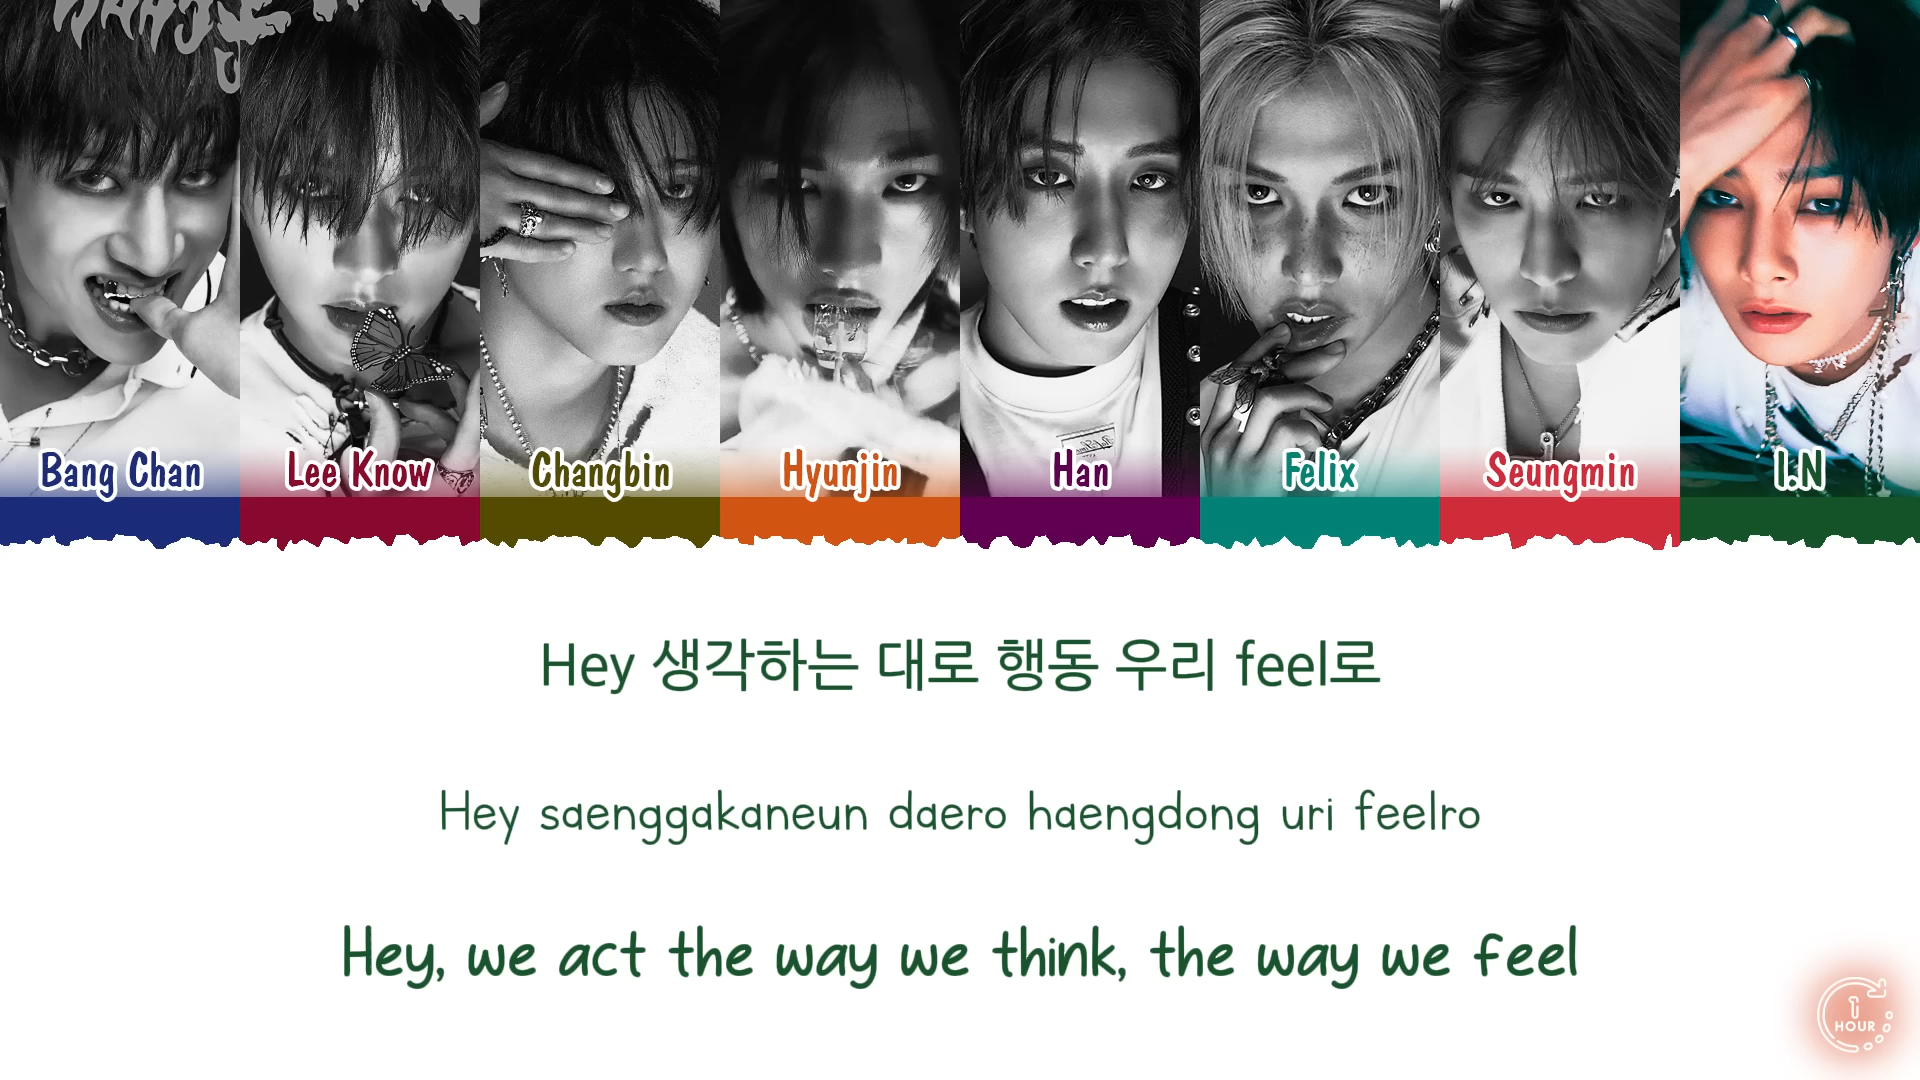 Bang Chan
Lee Know
Changbin
Hyunjin
Han
Felix
Seungmin
I.N
Hey 생각하는 대로 행동 우리 feel로
Hey saenggakaneun daero haengdong uri feelro
Hey, we act the way we think, the way we feel
1
HOUR